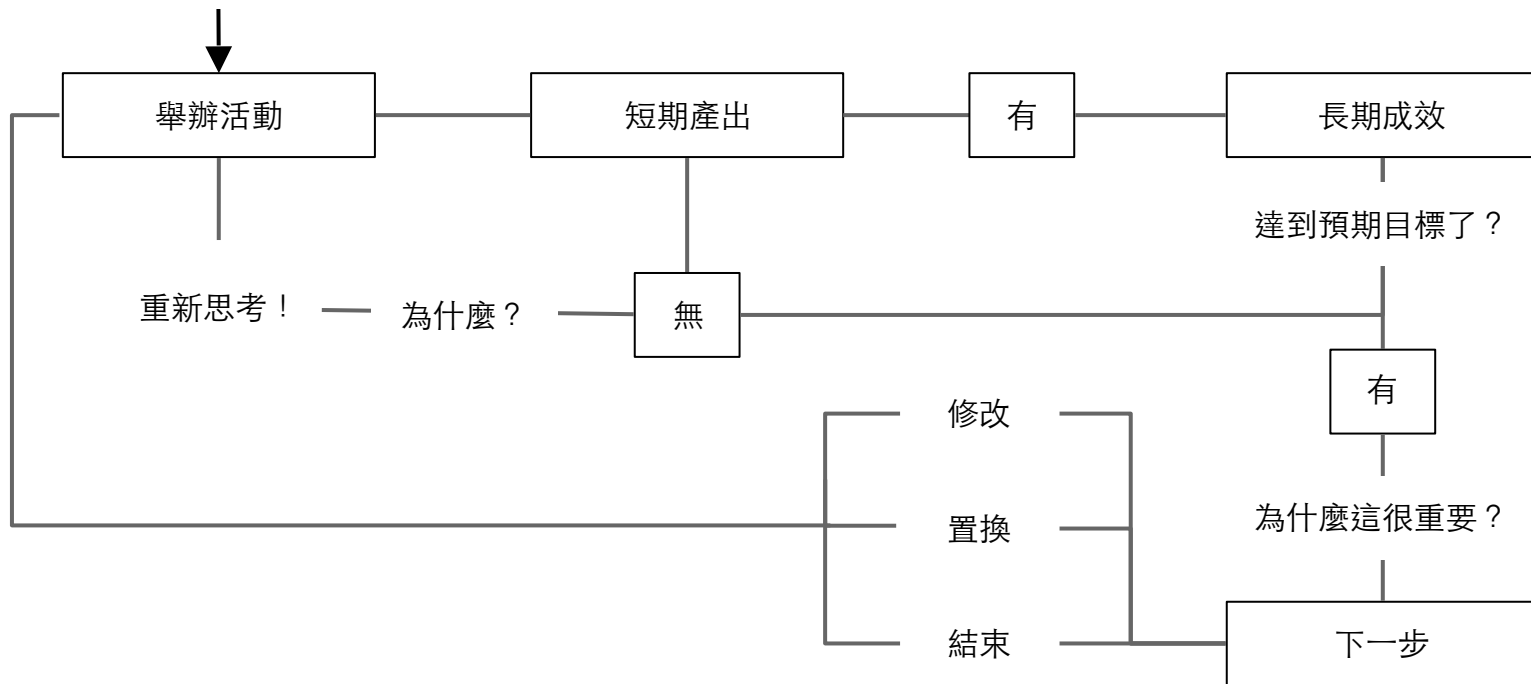 舉辦活動
短期產出
有
長期成效
達到預期目標了？
重新思考！
為什麼？
無
有
修改
為什麼這很重要？
置換
結束
下一步